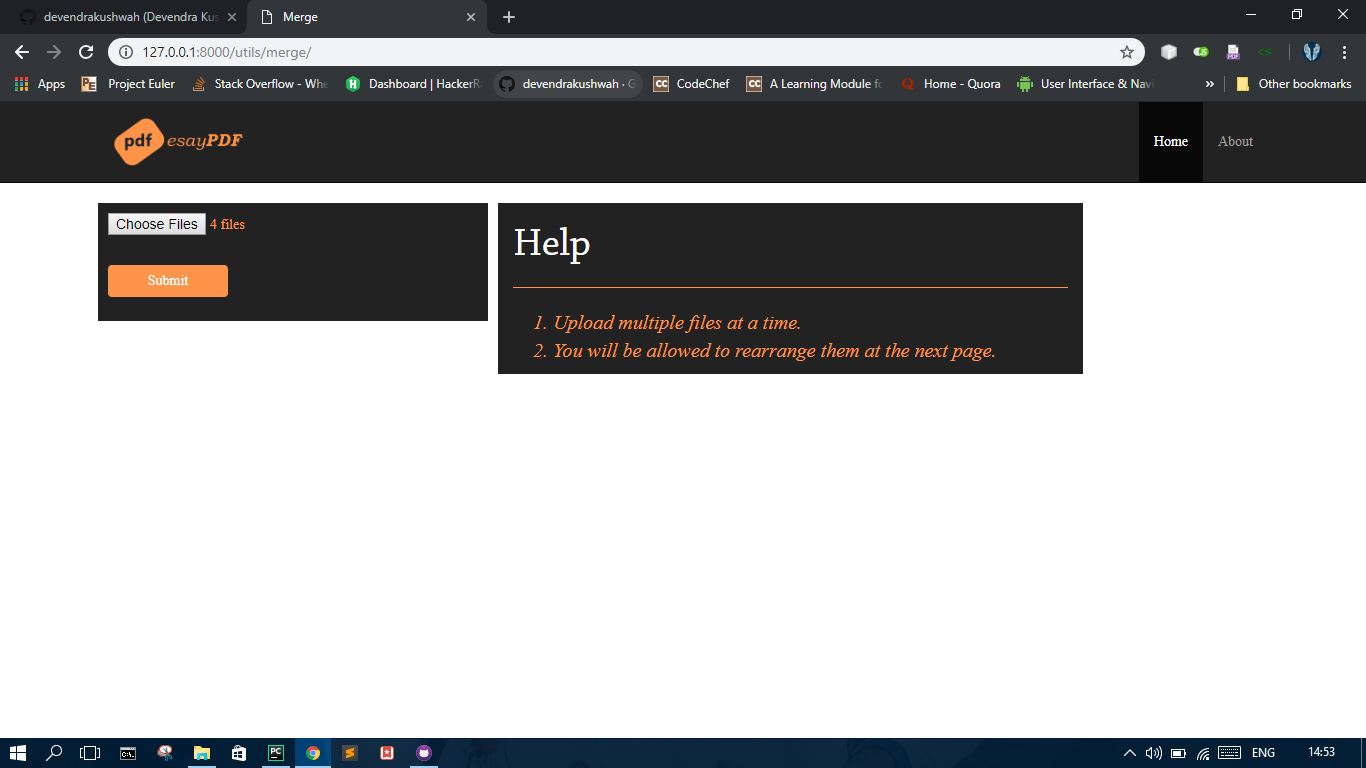 devendrakushwah (Devendra Kus
Merge
127.0.0.1:8000/utils/merge/
Apps
PE Project Euler
Stack Overflow - Whe
H Dashboard | HackerR
devendrakushwah · G
CC CodeChef
CC A Learning Module fo
Q Home - Quora
User Interface & Navi
»
Other bookmarks
pdf esayPDF
Home
About
Choose Files 4 files
Submit
Help
1. Upload multiple files at a time.
2. You will be allowed to rearrange them at the next page.
ENG
14:53